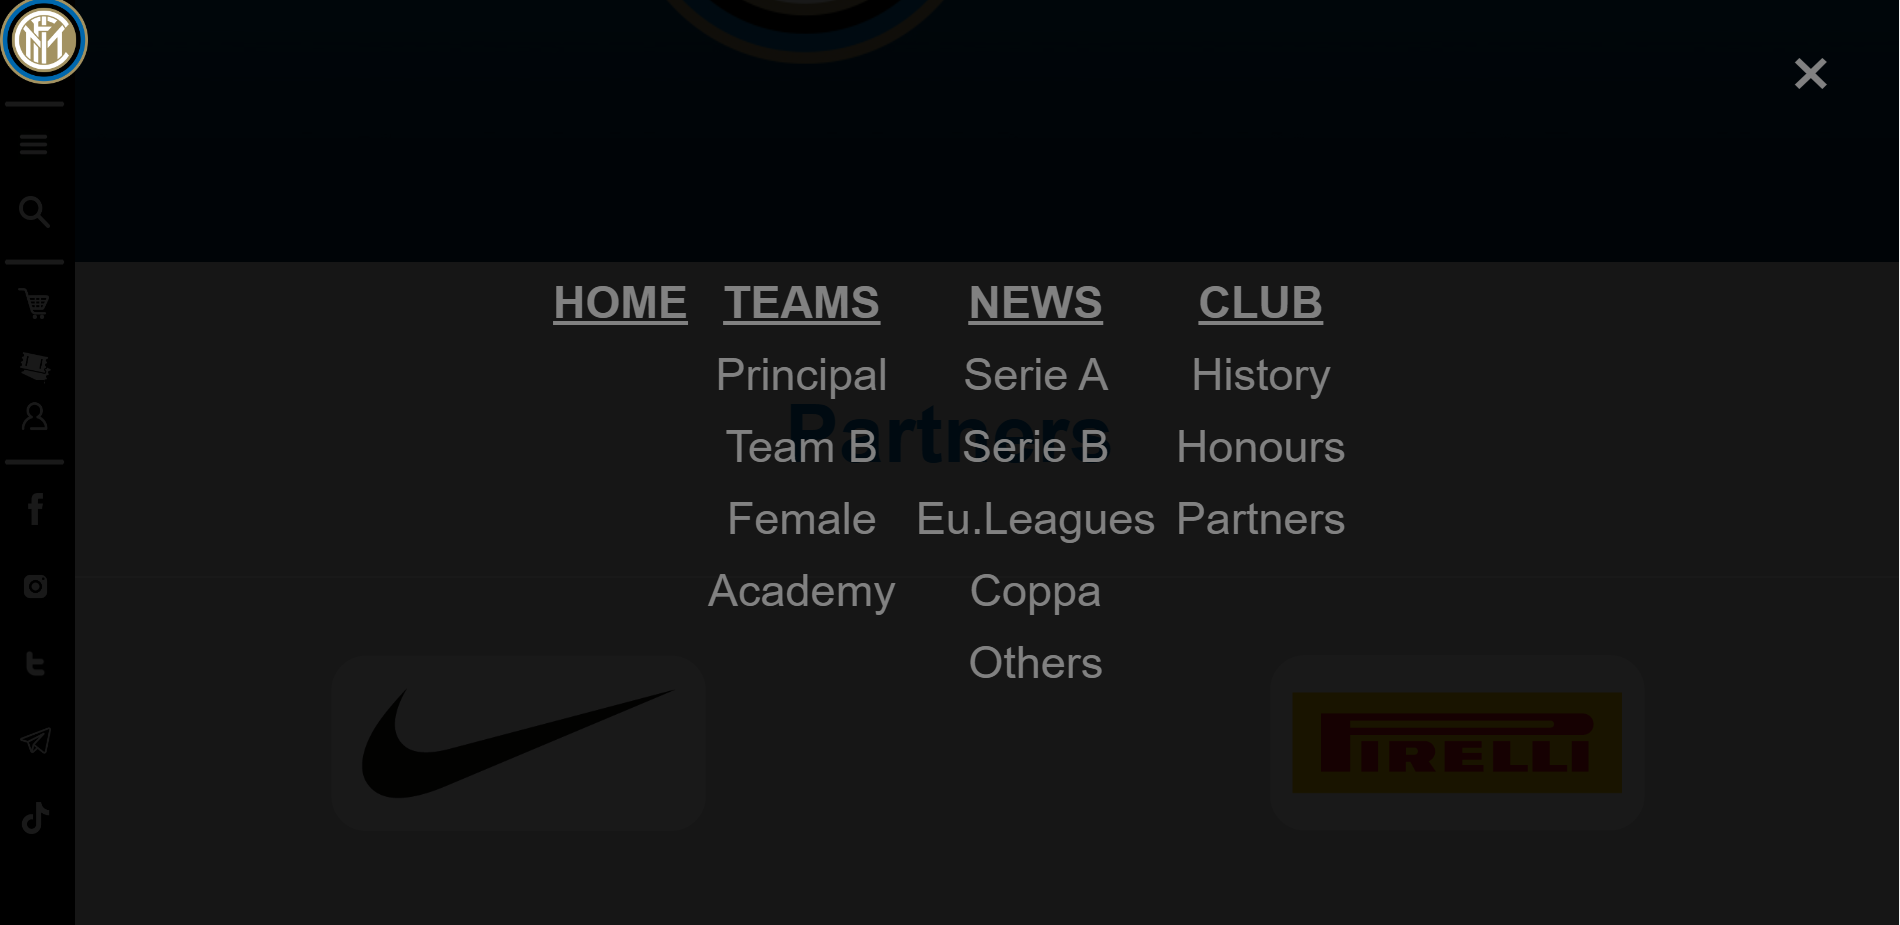 HOME TEAMS NEWS CLUB
Principal Serie A History
Partners
Team B Serie B Honours
Female Eu.Leagues Partners
Academy Coppa
Others
PIRELLI